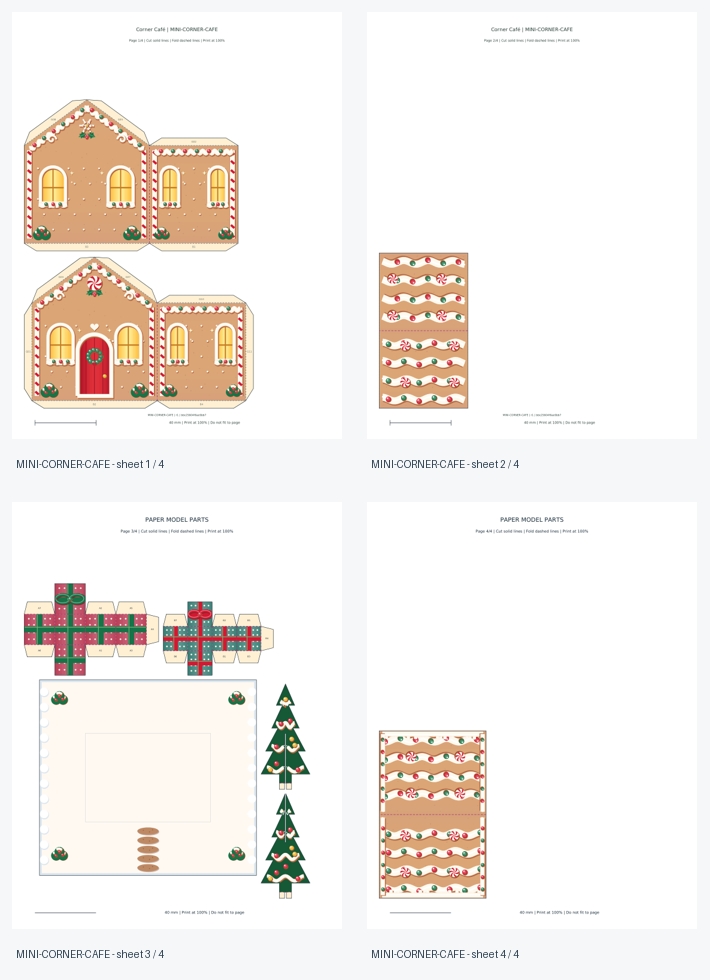 Corner Café | MINI-CORNER-CAFE
Page 1/4 | Cut solid lines | Fold dashed lines | Print at 100%
40 mm | Print at 100% | Do not fit to page
MINI-CORNER-CAFE - sheet 1 / 4
Corner Café | MINI-CORNER-CAFE
Page 2/4 | Cut solid lines | Fold dashed lines | Print at 100%
40 mm | Print at 100% | Do not fit to page
MINI-CORNER-CAFE - sheet 2 / 4
PAPER MODEL PARTS
Page 3/4 | Cut solid lines | Fold dashed lines | Print at 100%
40 mm | Print at 100% | Do not fit to page
MINI-CORNER-CAFE - sheet 3 / 4
PAPER MODEL PARTS
Page 4/4 | Cut solid lines | Fold dashed lines | Print at 100%
40 mm | Print at 100% | Do not fit to page
MINI-CORNER-CAFE - sheet 4 / 4